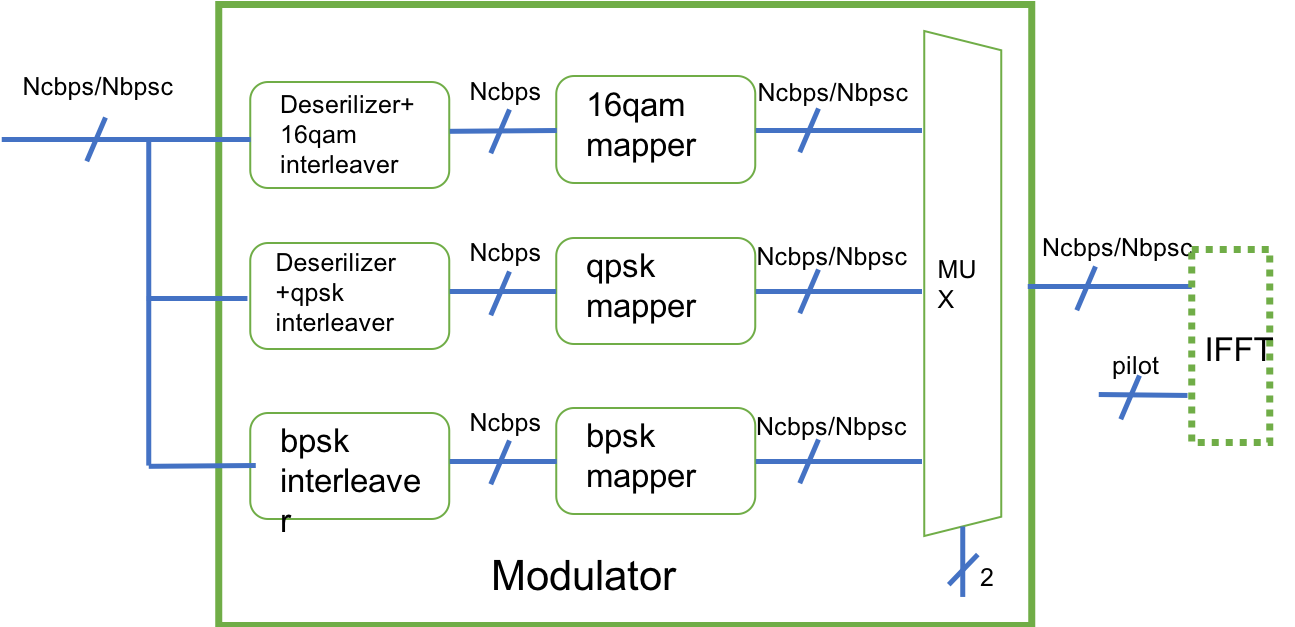 Ncbps/Nbpsc
Deserilizer+
16qam
interleaver
Ncbps
16qam
mapper
Ncbps/Nbpsc
Deserilizer
+qpsk
interleaver
Ncbps
qpsk
mapper
Ncbps/Nbpsc
MU
X
Ncbps/Nbpsc
IFFT
pilot
bpsk
interleave
r
Ncbps
bpsk
mapper
Ncbps/Nbpsc
Modulator
2